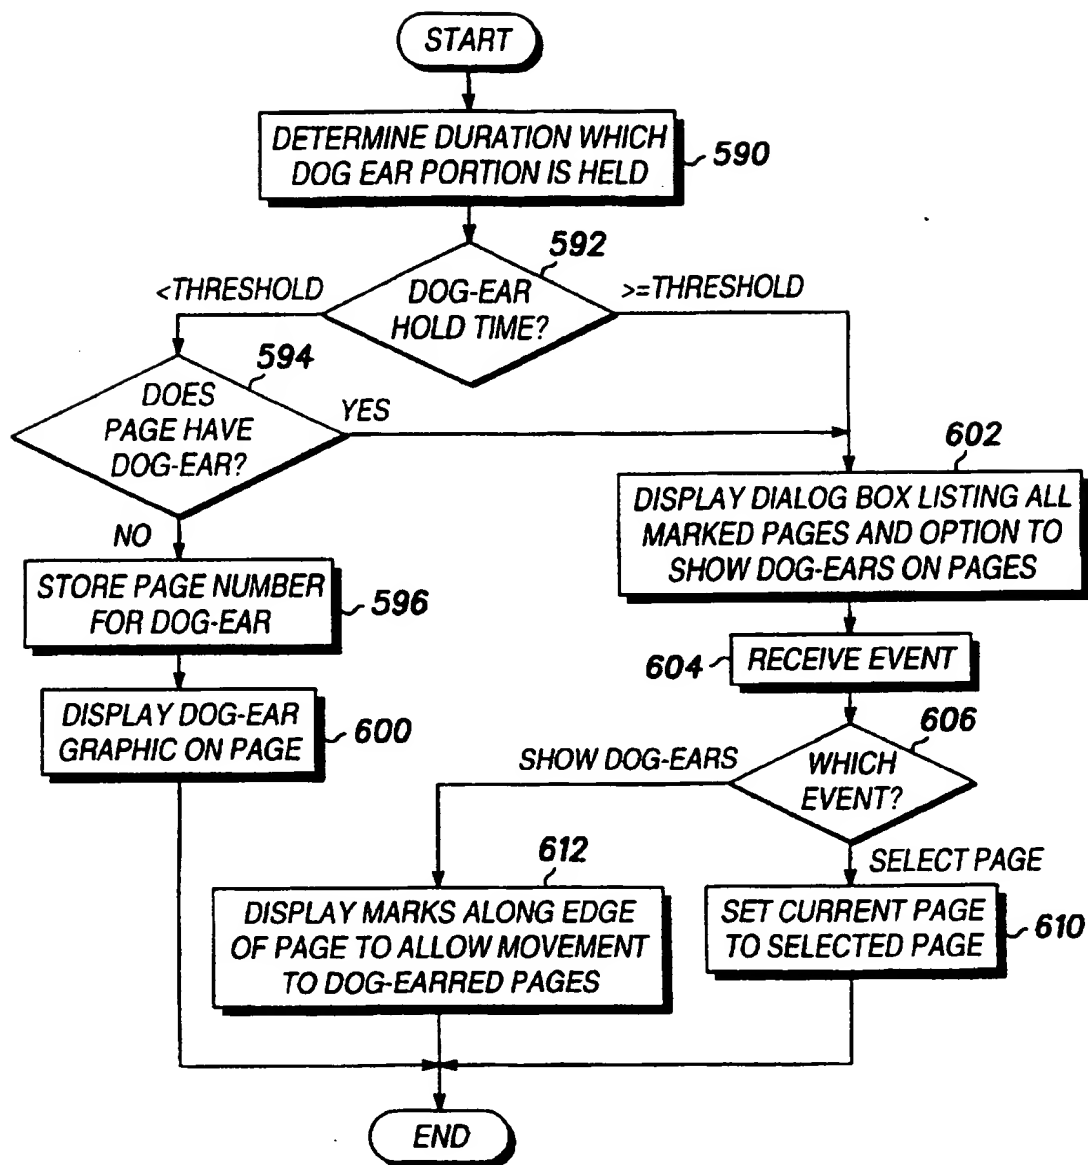 START
DETERMINE DURATION WHICH
DOG EAR PORTION IS HELD
590
592
<THRESHOLD
DOG-EAR
HOLD TIME?
>=THRESHOLD
594
DOES
PAGE HAVE
DOG-EAR?
YES
NO
602
DISPLAY DIALOG BOX LISTING ALL
MARKED PAGES AND OPTION TO
SHOW DOG-EARS ON PAGES
STORE PAGE NUMBER
FOR DOG-EAR
596
604
RECEIVE EVENT
DISPLAY DOG-EAR
GRAPHIC ON PAGE
600
606
SHOW DOG-EARS
WHICH
EVENT?
SELECT PAGE
612
DISPLAY MARKS ALONG EDGE
OF PAGE TO ALLOW MOVEMENT
TO DOG-EARRED PAGES
SET CURRENT PAGE
TO SELECTED PAGE
610
END